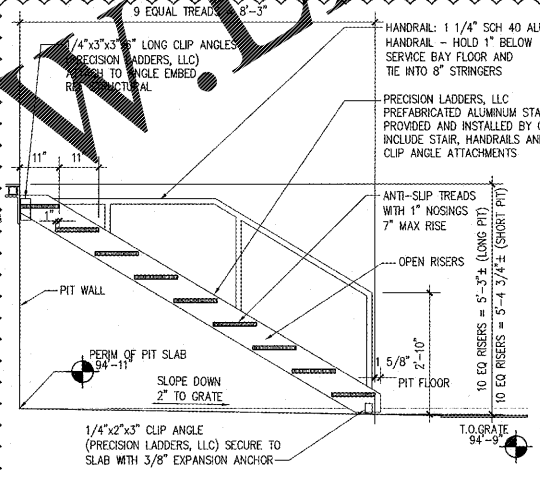 9 EQUAL TREADS 8'-3"
1/4"x3"x3"x6" LONG CLIP ANGLES
(PRECISION LADDERS, LLC)
ATTACH TO ANGLE EMBED
REF STRUCTURAL
HANDRAIL: 1 1/4" SCH 40 ALU
HANDRAIL - HOLD 1" BELOW
SERVICE BAY FLOOR AND
TIE INTO 8" STRINGERS
PRECISION LADDERS, LLC
PREFABRICATED ALUMINUM STA
PROVIDED AND INSTALLED BY
INCLUDE STAIR, HANDRAILS AN
CLIP ANGLE ATTACHMENTS
11"
11
1"
ANTI-SLIP TREADS
WITH 1" NOSINGS
7" MAX RISE
OPEN RISERS
PIT WALL
10 EQ RISERS = 5'-3"± (LONG PIT)
10 EQ RISERS = 5'-4 3/4"± (SHORT PIT)
PERIM OF PIT SLAB
94'-11"
SLOPE DOWN
2" TO GRATE
1 5/8"
2'-10"
PIT FLOOR
1/4"x2"x3" CLIP ANGLE
(PRECISION LADDERS, LLC) SECURE TO
SLAB WITH 3/8" EXPANSION ANCHOR
T.O.GRATE
94'-9"
W.E